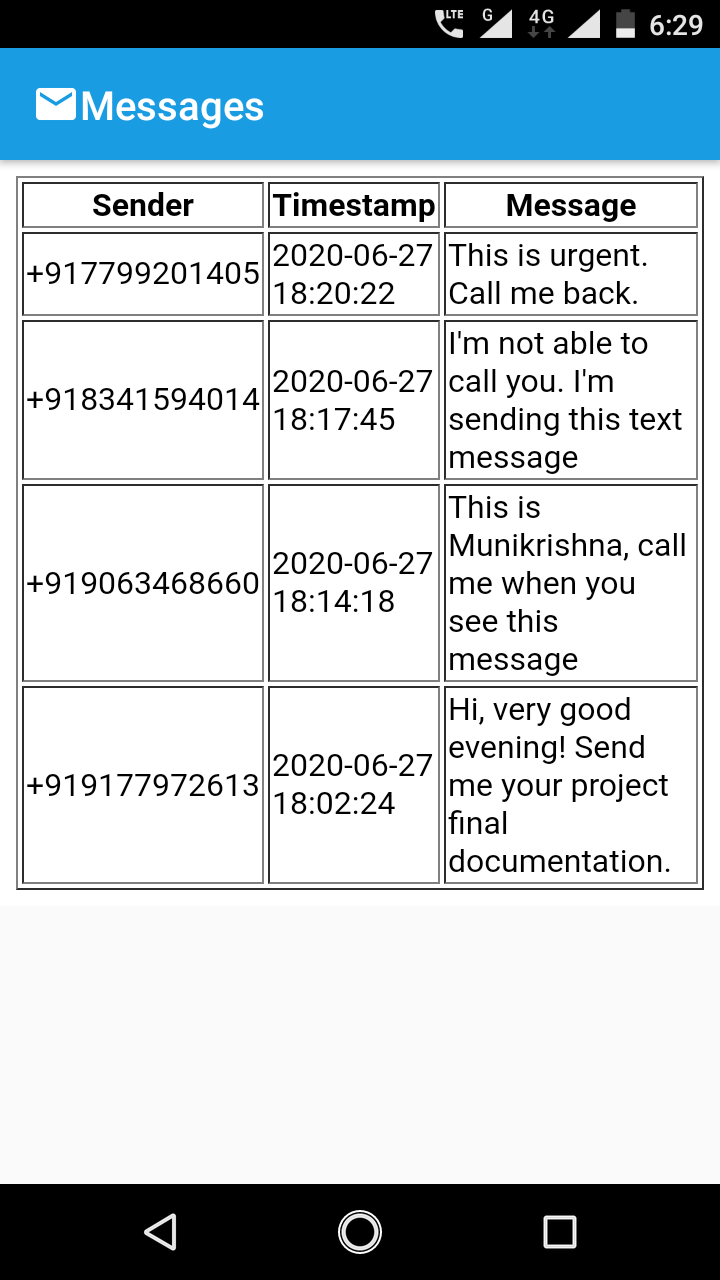 LTE G 4G 6:29
Messages
Sender Timestamp Message
+917799201405 2020-06-27 18:20:22 This is urgent. Call me back.
+918341594014 2020-06-27 18:17:45 I'm not able to call you. I'm sending this text message
+919063468660 2020-06-27 18:14:18 This is Munikrishna, call me when you see this message
+919177972613 2020-06-27 18:02:24 Hi, very good evening! Send me your project final documentation.